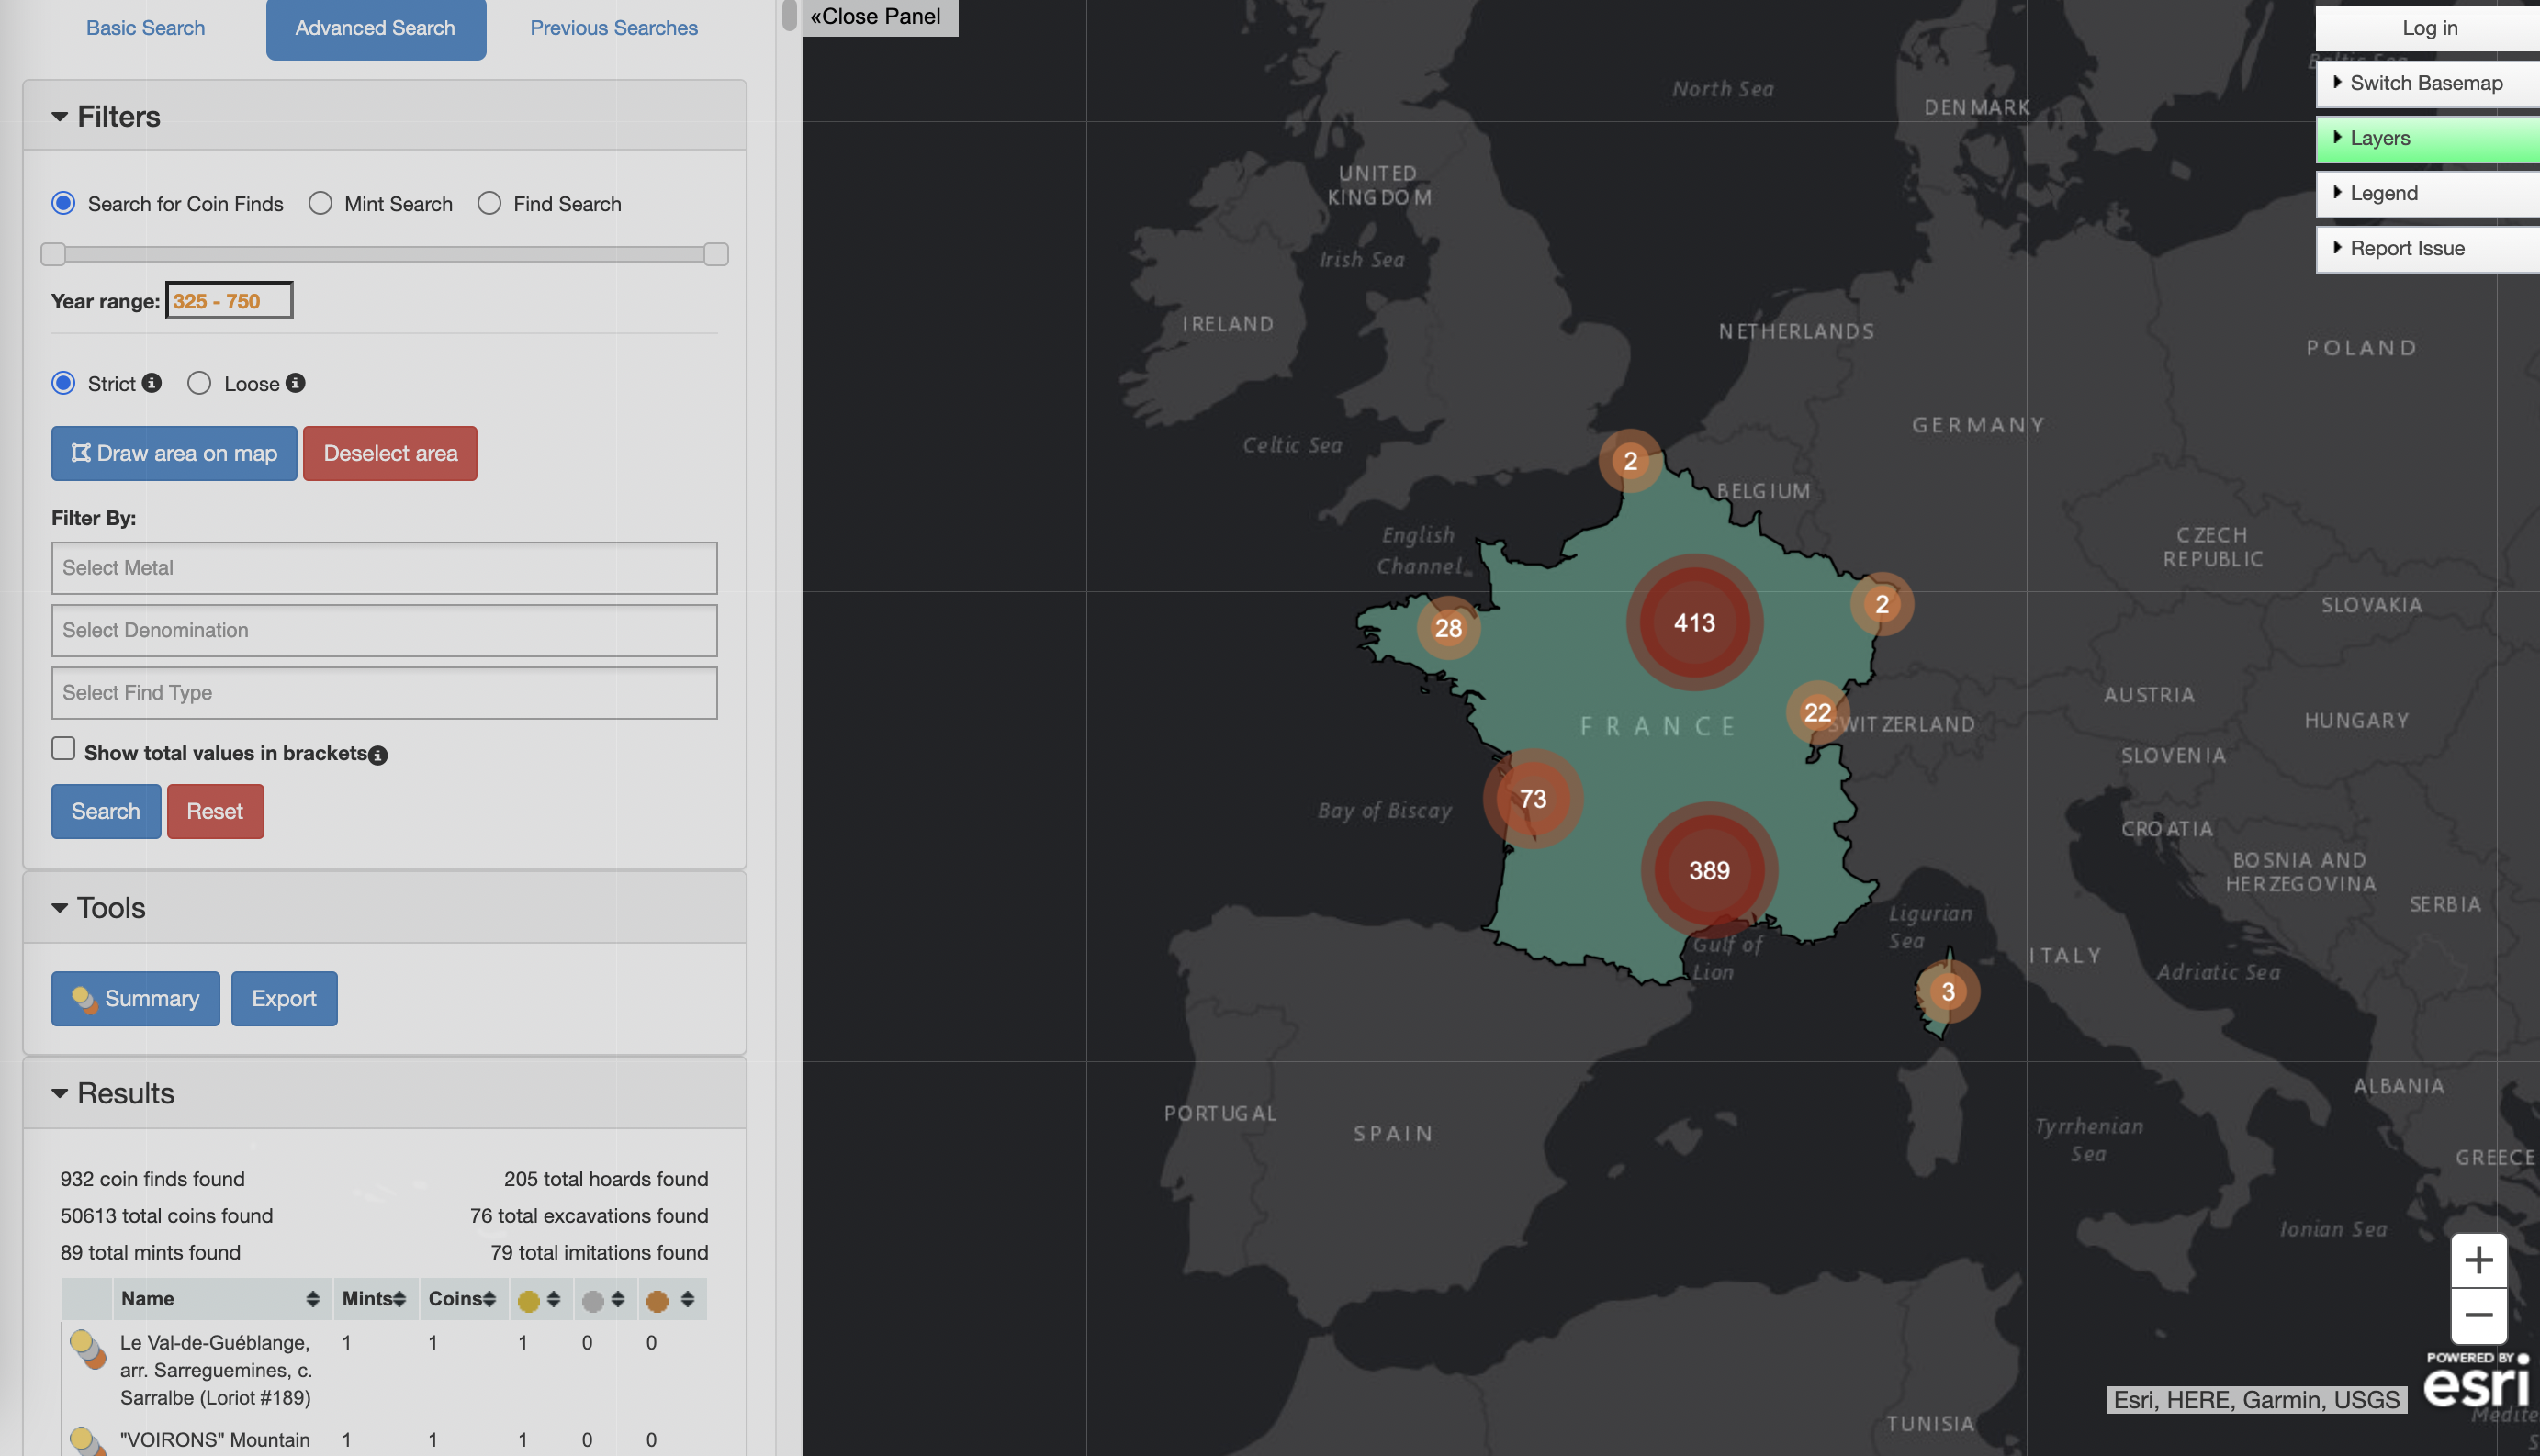 Basic Search
Advanced Search
Previous Searches
«Close Panel
Filters
Search for Coin Finds
Mint Search
Find Search
Year range: 325 - 750
Strict
Loose
Draw area on map
Deselect area
Filter By:
Select Metal
Select Denomination
Select Find Type
Show total values in brackets
Search
Reset
Tools
Summary
Export
Results
932 coin finds found
205 total hoards found
50613 total coins found
76 total excavations found
89 total mints found
79 total imitations found
Name Mints Coins
Le Val-de-Guéblange, 1 1 1 0 0
arr. Sarreguemines, c.
Sarralbe (Loriot #189)
"VOIRONS" Mountain 1 1 1 0 0
Log in
Baltic Sea
Switch Basemap
Layers
Legend
Report Issue
North Sea
DENMARK
UNITED
KINGDOM
Irish Sea
IRELAND
NETHERLANDS
POLAND
GERMANY
Celtic Sea
2
BELGIUM
English
Channel
CZECH
REPUBLIC
413
2
28
SLOVAKIA
22
AUSTRIA
FRANCE
SWITZERLAND
HUNGARY
SLOVENIA
73
Bay of Biscay
CROATIA
389
BOSNIA AND
HERZEGOVINA
SERBIA
Ligurian
Sea
Gulf of
Lion
ITALY
Adriatic Sea
3
ALBANIA
PORTUGAL
SPAIN
Tyrrhenian
Sea
GREECE
Ionian Sea
+
−
POWERED BY
esri
Esri, HERE, Garmin, USGS
TUNISIA
Medite
S